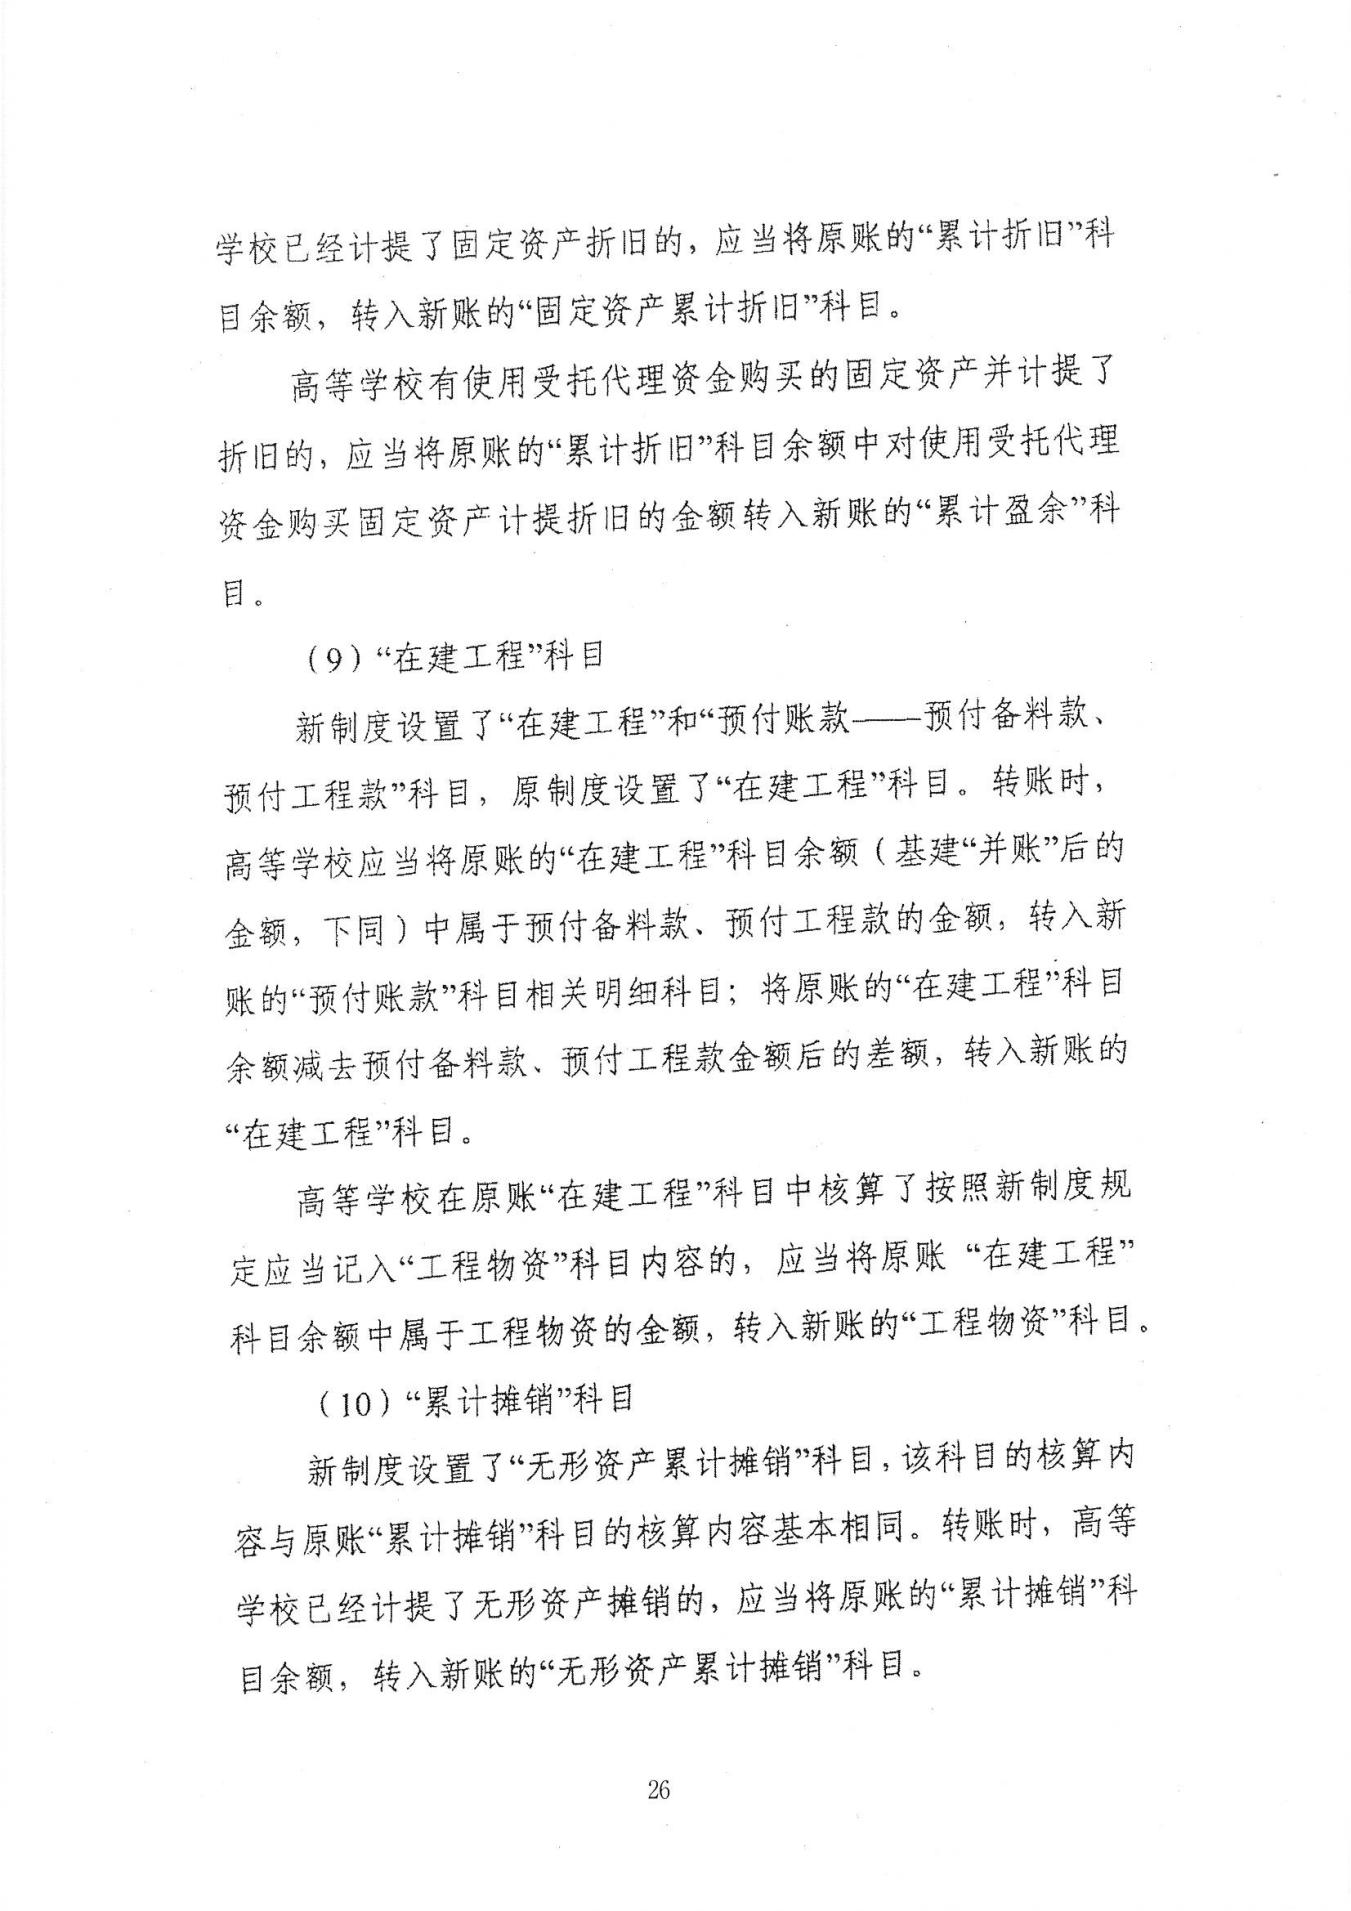 学校已经计提了固定资产折旧的，应当将原账的“累计折旧”科
目余额，转入新账的“固定资产累计折旧”科目。
高等学校有使用受托代理资金购买的固定资产并计提了
折旧的，应当将原账的“累计折旧”科目余额中对使用受托代理
资金购买固定资产计提折旧的金额转入新账的“累计盈余”科
目。
（9）“在建工程”科目
新制度设置了“在建工程”和“预付账款——预付备料款、
预付工程款”科目，原制度设置了“在建工程”科目。转账时，
高等学校应当将原账的“在建工程”科目余额（基建“并账”后的
金额，下同）中属于预付备料款、预付工程款的金额，转入新
账的“预付账款”科目相关明细科目；将原账的“在建工程”科目
余额减去预付备料款、预付工程款金额后的差额，转入新账的
“在建工程”科目。
高等学校在原账“在建工程”科目中核算了按照新制度规
定应当记入“工程物资”科目内容的，应当将原账 “在建工程”
科目余额中属于工程物资的金额，转入新账的“工程物资”科目。
（10）“累计摊销”科目
新制度设置了“无形资产累计摊销”科目，该科目的核算内
容与原账“累计摊销”科目的核算内容基本相同。转账时，高等
学校已经计提了无形资产摊销的，应当将原账的“累计摊销”科
目余额，转入新账的“无形资产累计摊销”科目。
26